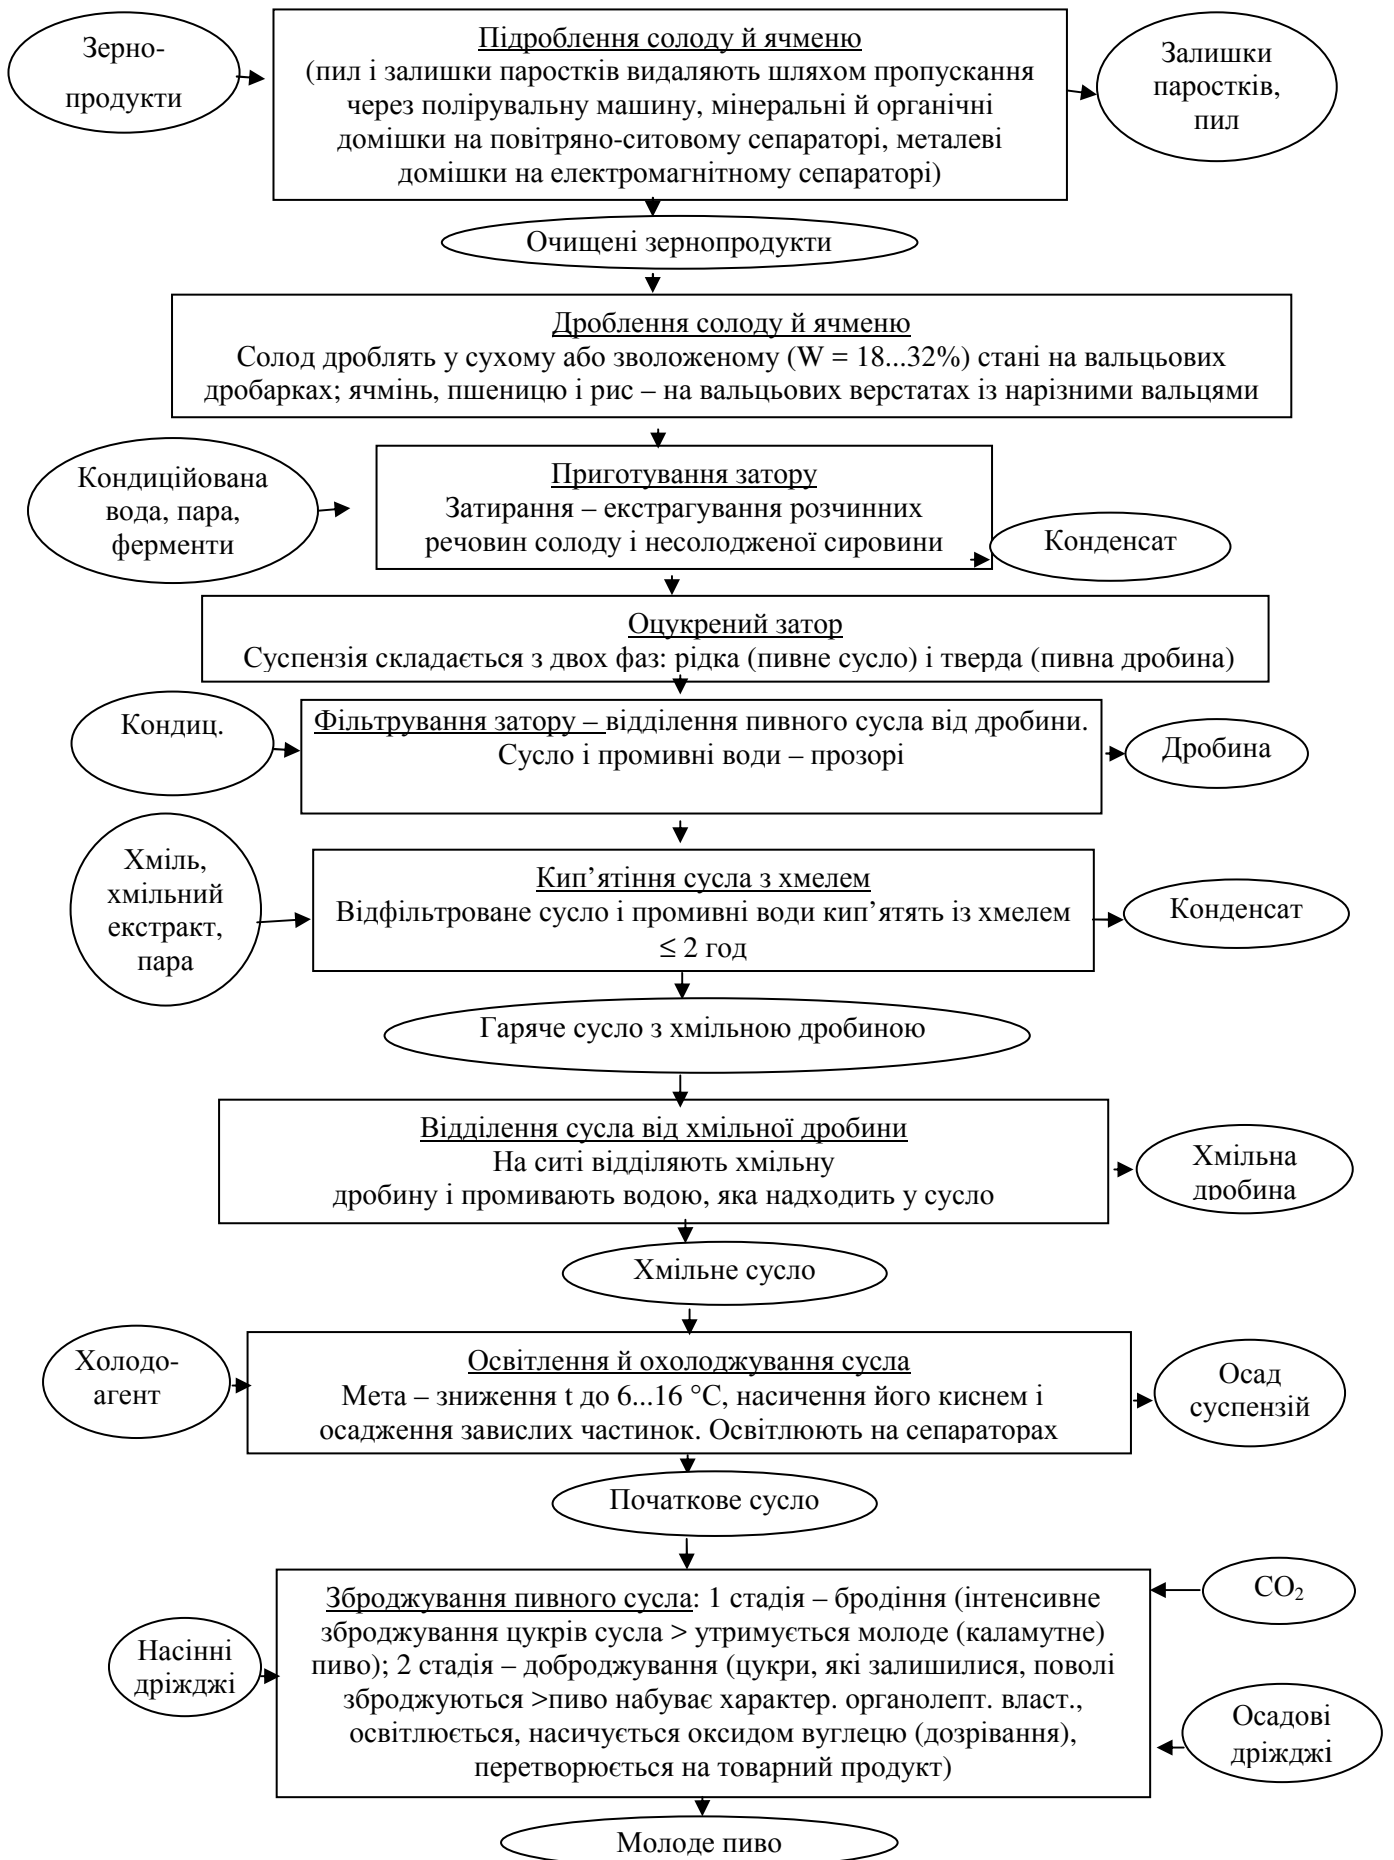 Зерно-
продукти
Підроблення солоду й ячменю
(пил і залишки паростків видаляють шляхом пропускання
через полірувальну машину, мінеральні й органічні
домішки на повітряно-ситовому сепараторі, металеві
домішки на електромагнітному сепараторі)
Залишки
паростків,
пил
Очищені зернопродукти
Дроблення солоду й ячменю
Солод дроблять у сухому або зволоженому (W = 18...32%) стані на вальцьових
дробарках; ячмінь, пшеницю і рис – на вальцьових верстатах із нарізними вальцями
Кондиційована
вода, пара,
ферменти
Приготування затору
Затирання – екстрагування розчинних
речовин солоду і несолодженої сировини
Конденсат
Оцукрений затор
Суспензія складається з двох фаз: рідка (пивне сусло) і тверда (пивна дробина)
Кондиц.
Фільтрування затору – відділення пивного сусла від дробини.
Сусло і промивні води – прозорі
Дробина
Хміль,
хмільний
екстракт,
пара
Кип’ятіння сусла з хмелем
Відфільтроване сусло і промивні води кип’ятять із хмелем
≤ 2 год
Конденсат
Гаряче сусло з хмільною дробиною
Відділення сусла від хмільної дробини
На ситі відділяють хмільну
дробину і промивають водою, яка надходить у сусло
Хмільна
дробина
Хмільне сусло
Холодо-
агент
Освітлення й охолоджування сусла
Мета – зниження t до 6...16 °С, насичення його киснем і
осадження завислих частинок. Освітлюють на сепараторах
Осад
суспензій
Початкове сусло
Насінні
дріжджі
Зброджування пивного сусла: 1 стадія – бродіння (інтенсивне
зброджування цукрів сусла > утримується молоде (каламутне)
пиво); 2 стадія – доброджування (цукри, які залишилися, поволі
зброджуються >пиво набуває характер. органолепт. власт.,
освітлюється, насичується оксидом вуглецю (дозрівання),
перетворюється на товарний продукт)
CO₂
Осадові
дріжджі
Молоде пиво